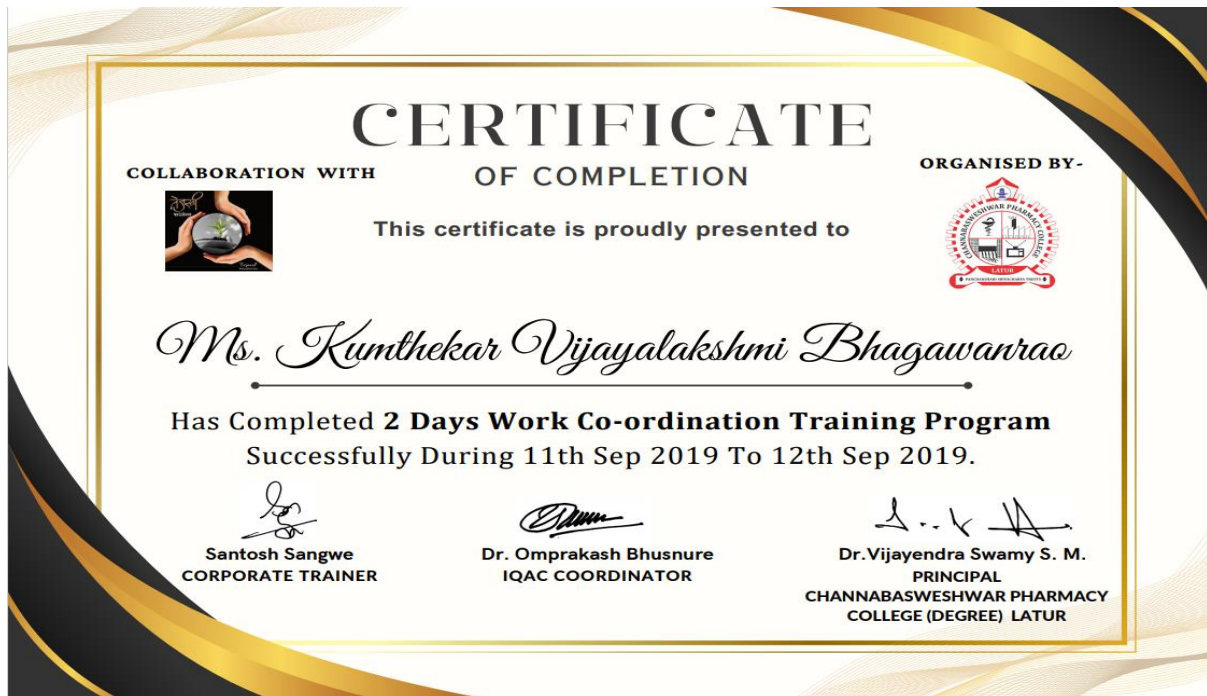 CERTIFICATE
OF COMPLETION
COLLABORATION WITH
ORGANISED BY-
CHANNABASWESHWAR PHARMACY COLLEGE
LATUR
This certificate is proudly presented to
Ms. Kumthekar Vijayalakshmi Bhagawanrao
Has Completed 2 Days Work Co-ordination Training Program
Successfully During 11th Sep 2019 To 12th Sep 2019.
Santosh Sangwe
CORPORATE TRAINER
Dr. Omprakash Bhusnure
IQAC COORDINATOR
Dr.Vijayendra Swamy S. M.
PRINCIPAL
CHANNABASWESHWAR PHARMACY
COLLEGE (DEGREE) LATUR